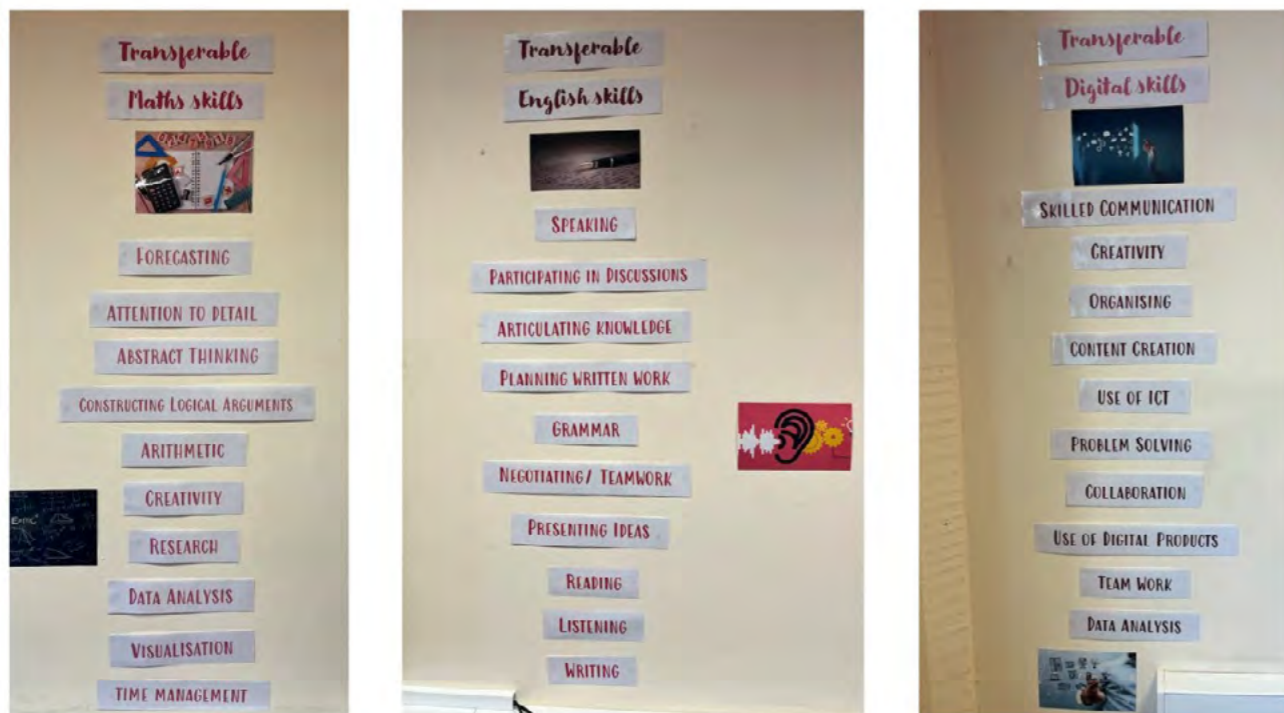 Transferable
Maths skills
Forecasting
Attention to detail
Abstract Thinking
Constructing Logical Arguments
Arithmetic
Creativity
Research
Data Analysis
Visualisation
Time management
Transferable
English skills
Speaking
Participating in Discussions
Articulating knowledge
Planning written work
Grammar
Negotiating/ Teamwork
Presenting Ideas
Reading
Listening
Writing
Transferable
Digital skills
Skilled Communication
Creativity
Organising
Content Creation
Use of ICT
Problem Solving
Collaboration
Use of Digital Products
Team Work
Data Analysis